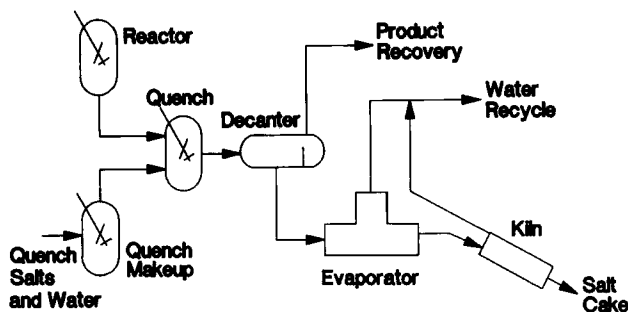 Reactor
Product
Recovery
Quench
Decanter
Water
Recycle
Quench
Salts
and Water
Quench
Makeup
Evaporator
Kiln
Salt
Cake